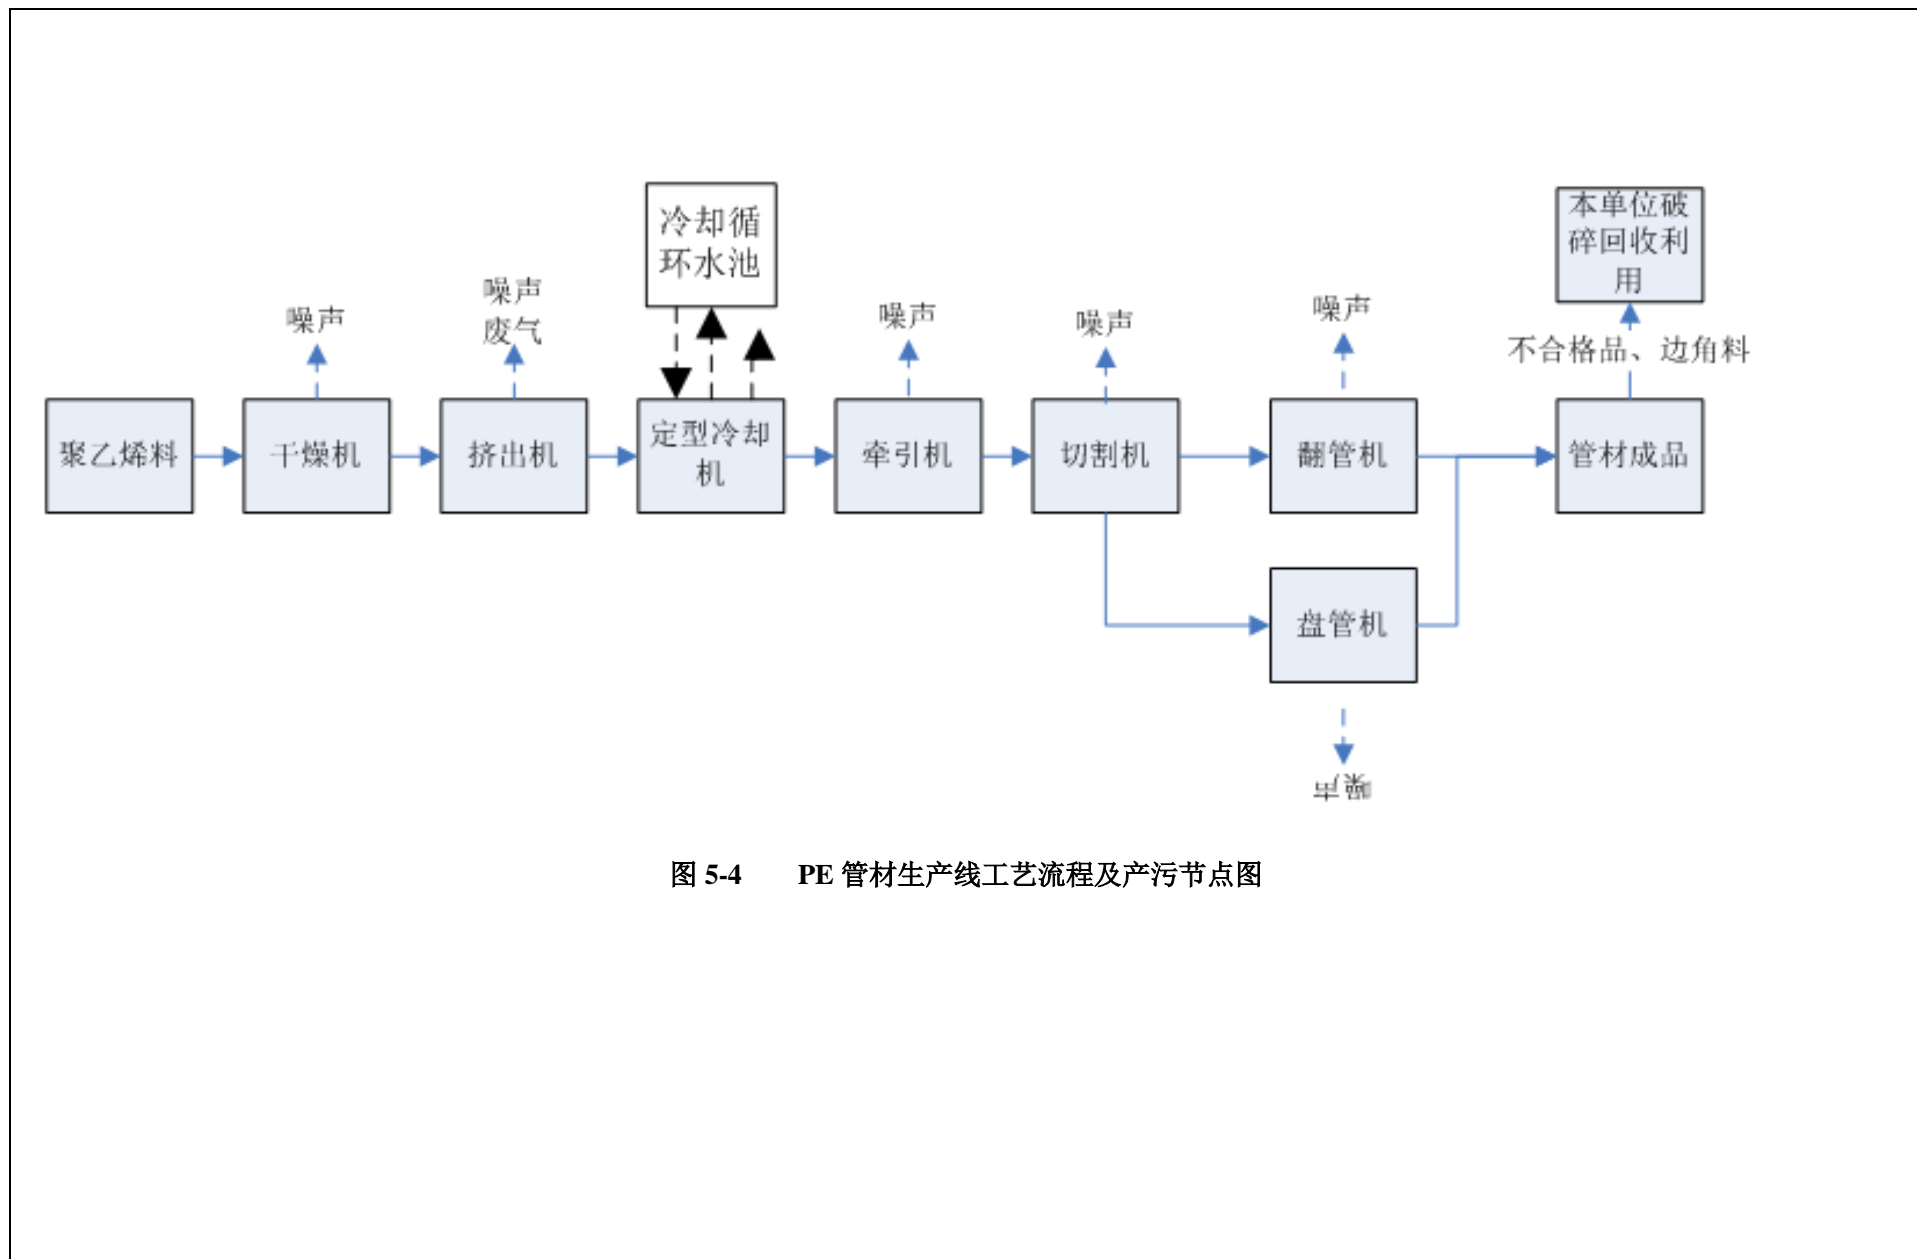 冷却循
环水池
本单位破
碎回收利
用
噪声
噪声
废气
噪声
噪声
噪声
不合格品、边角料
聚乙烯料
干燥机
挤出机
定型冷却
机
牵引机
切割机
翻管机
管材成品
盘管机
噪声
图 5-4 PE 管材生产线工艺流程及产污节点图